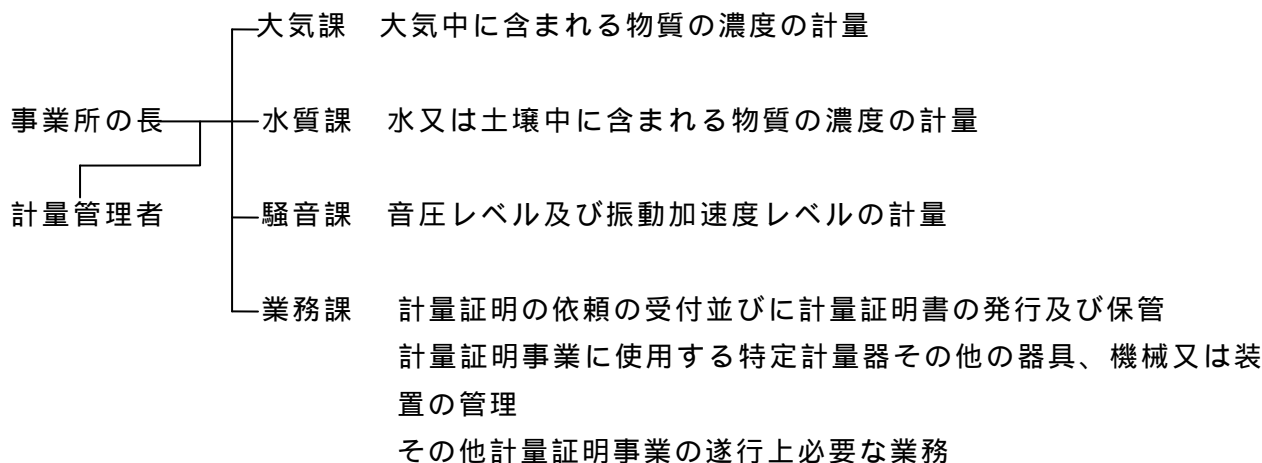 大気課 大気中に含まれる物質の濃度の計量
事業所の長 水質課 水又は土壌中に含まれる物質の濃度の計量
計量管理者 騒音課 音圧レベル及び振動加速度レベルの計量
業務課 計量証明の依頼の受付並びに計量証明書の発行及び保管
計量証明事業に使用する特定計量器その他の器具、機械又は装
置の管理
その他計量証明事業の遂行上必要な業務